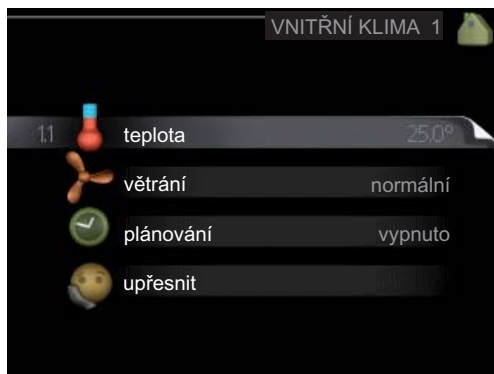 VNITŘNÍ KLIMA 1
1.1 teplota 25.0°
větrání normální
plánování vypnuto
upřesnit